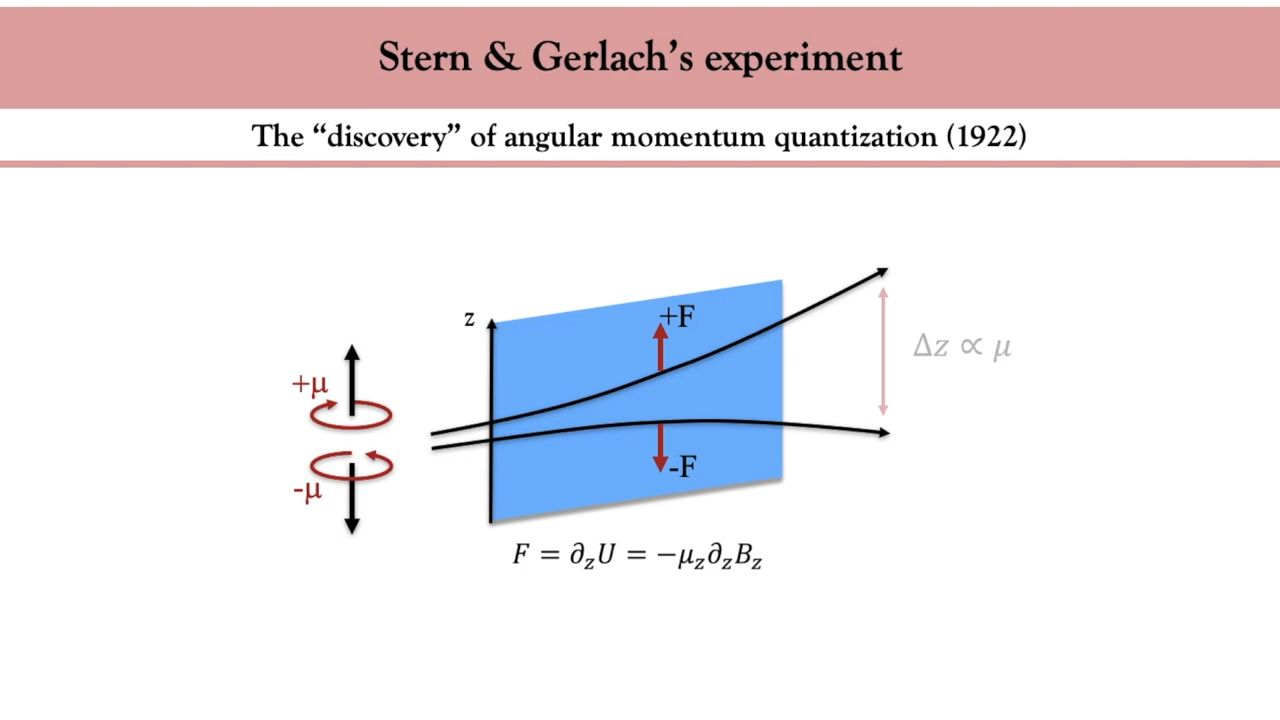 Stern & Gerlach’s experiment
The “discovery” of angular momentum quantization (1922)
z
+F
+μ
Δz ∝ μ
-F
-μ
F = ∂zU = −μz∂zBz